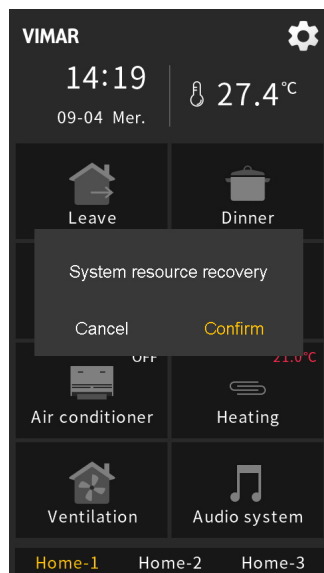 VIMAR
14:19
09-04 Mer.
27.4°C
Leave
Dinner
System resource recovery
Cancel
Confirm
OFF
21.0°C
Air conditioner
Heating
Ventilation
Audio system
Home-1
Home-2
Home-3